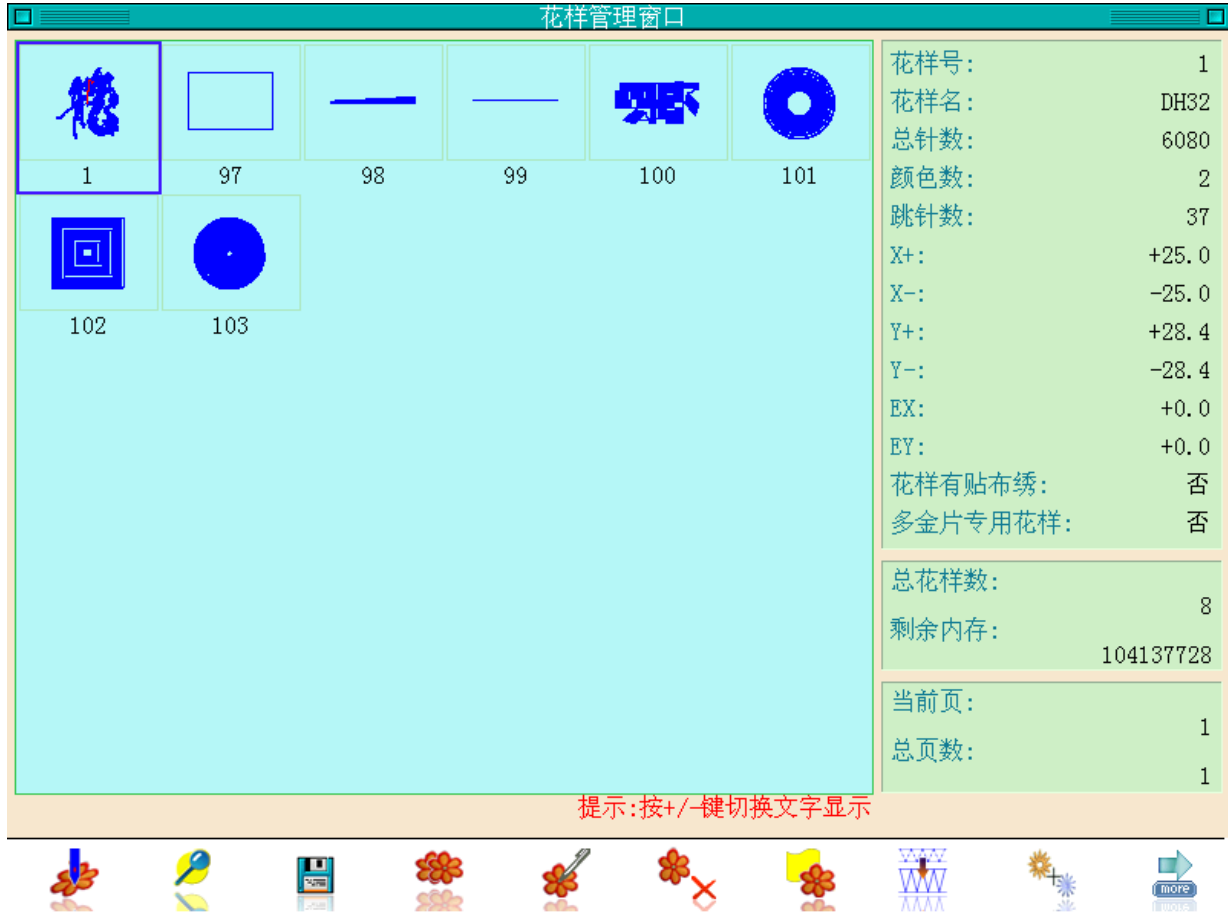 花样管理窗口
1 97 98 99 100 101
102 103
花样号: 1
花样名: DH32
总针数: 6080
颜色数: 2
跳针数: 37
X+: +25.0
X-: -25.0
Y+: +28.4
Y-: -28.4
EX: +0.0
EY: +0.0
花样有贴布绣: 否
多金片专用花样: 否
总花样数:
8
剩余内存:
104137728
当前页:
1
总页数:
1
提示:按+/-键切换文字显示
more